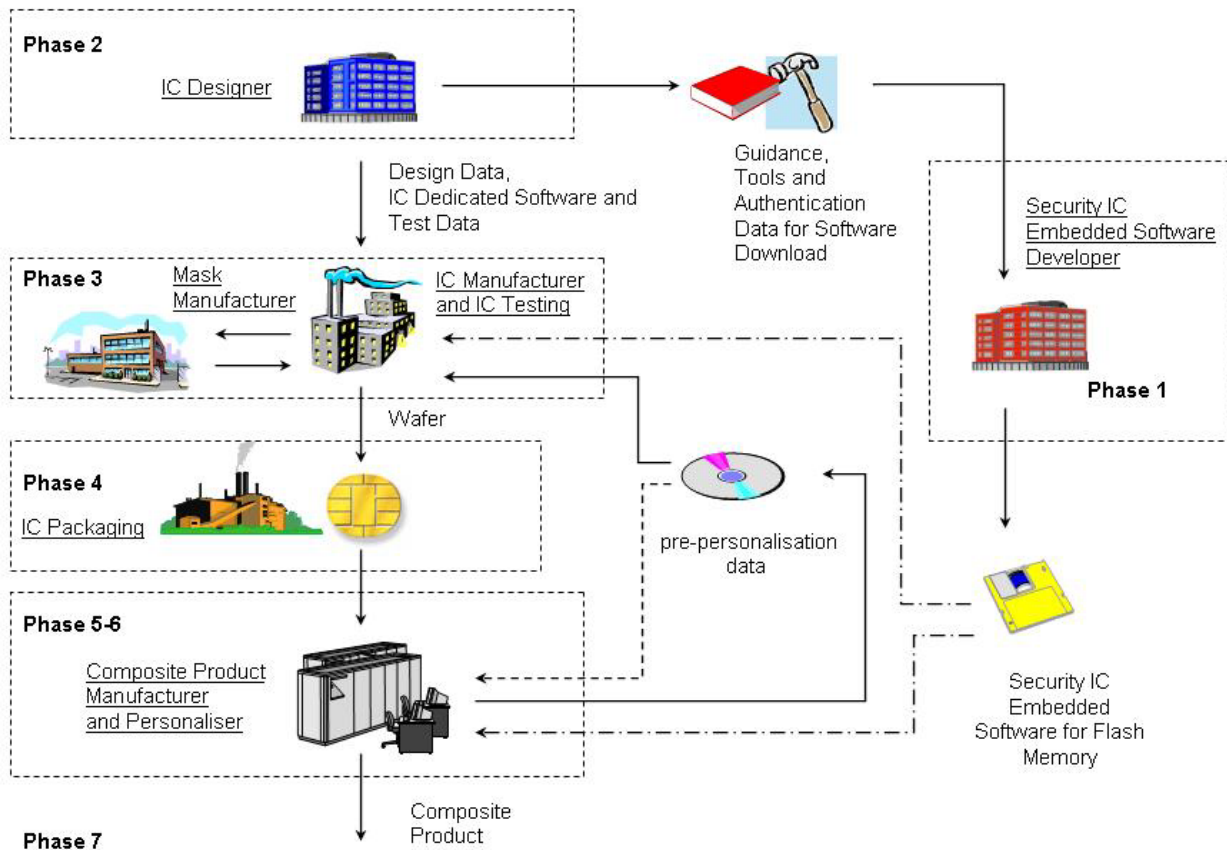 Phase 2
IC Designer
Guidance,
Tools and
Authentication
Data for Software
Download
Design Data,
IC Dedicated Software and
Test Data
Security IC
Embedded Software
Developer
Phase 1
Phase 3
Mask
Manufacturer
IC Manufacturer
and IC Testing
Wafer
Phase 4
IC Packaging
pre-personalisation
data
Security IC
Embedded
Software for Flash
Memory
Phase 5-6
Composite Product
Manufacturer
and Personaliser
Composite
Product
Phase 7